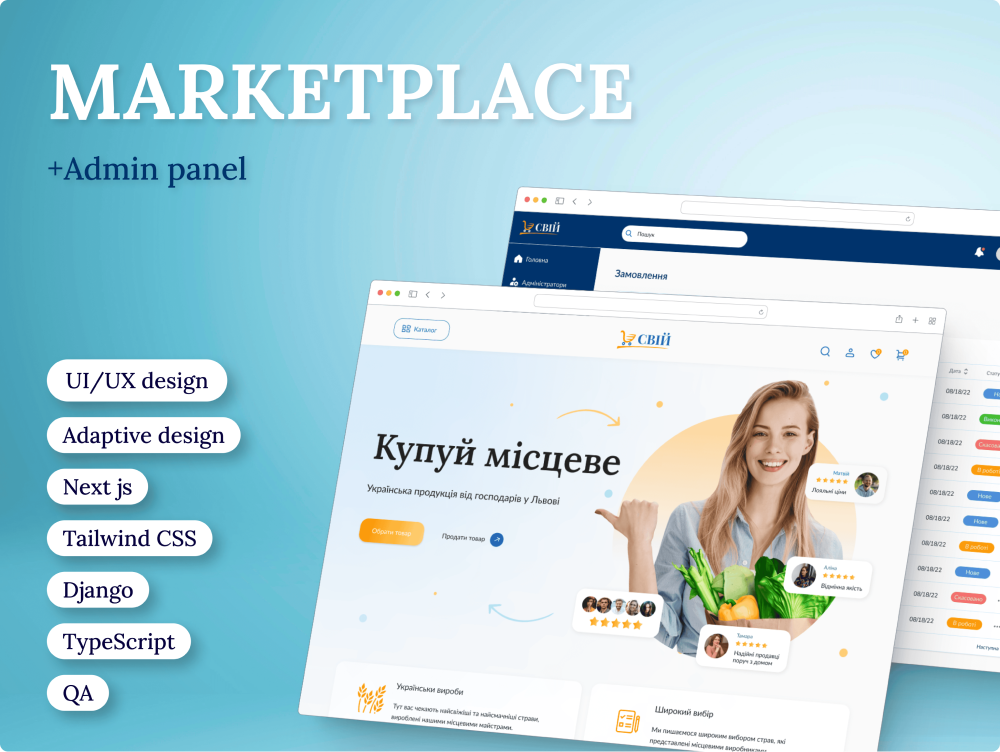 MARKETPLACE
+Admin panel
UI/UX design
Adaptive design
Next js
Tailwind CSS
Django
TypeScript
QA
СВІЙ
Пошук
Головна
Адміністратори
Замовлення
Дата
08/18/22
08/18/22
08/18/22
Скасовано
08/18/22
В роботі
08/18/22
Нове
08/18/22
Нове
08/18/22
В роботі
08/18/22
Нове
08/18/22
Скасовано
08/18/22
В роботі
Наступна
Каталог
СВІЙ
Купуй місцеве
Українська продукція від господарів у Львові
Обрати товар
Продати товар
Матвій
Лояльні ціни
Аліна
Відмінна якість
Тамара
Надійні продавці
поруч з домом
Українськи вироби
Тут вас чекають найсвіжіші та найсмачніші страви,
вироблені нашими місцевими майстрами.
Широкий вибір
Ми пишаємося широким вибором страв, які
представлені місцевими виробниками